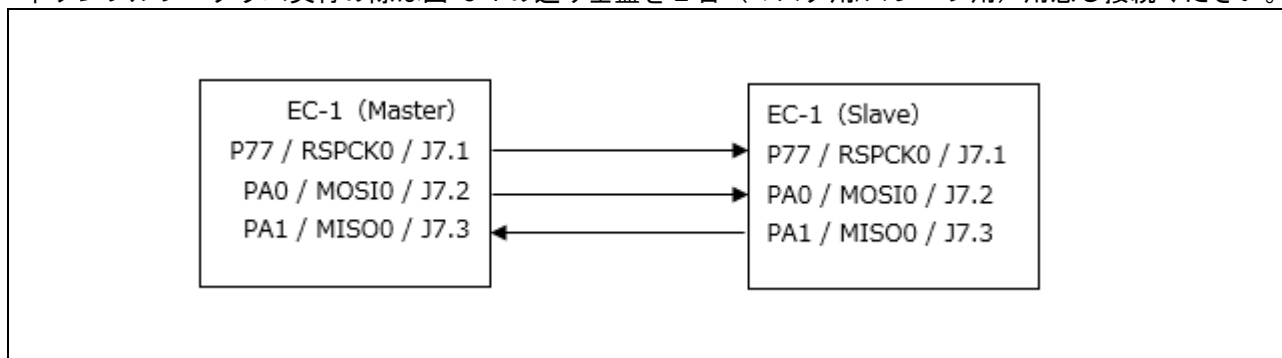 EC-1 (Master)
P77 / RSPCK0 / J7.1
PA0 / MOSI0 / J7.2
PA1 / MISO0 / J7.3
EC-1 (Slave)
P77 / RSPCK0 / J7.1
PA0 / MOSI0 / J7.2
PA1 / MISO0 / J7.3